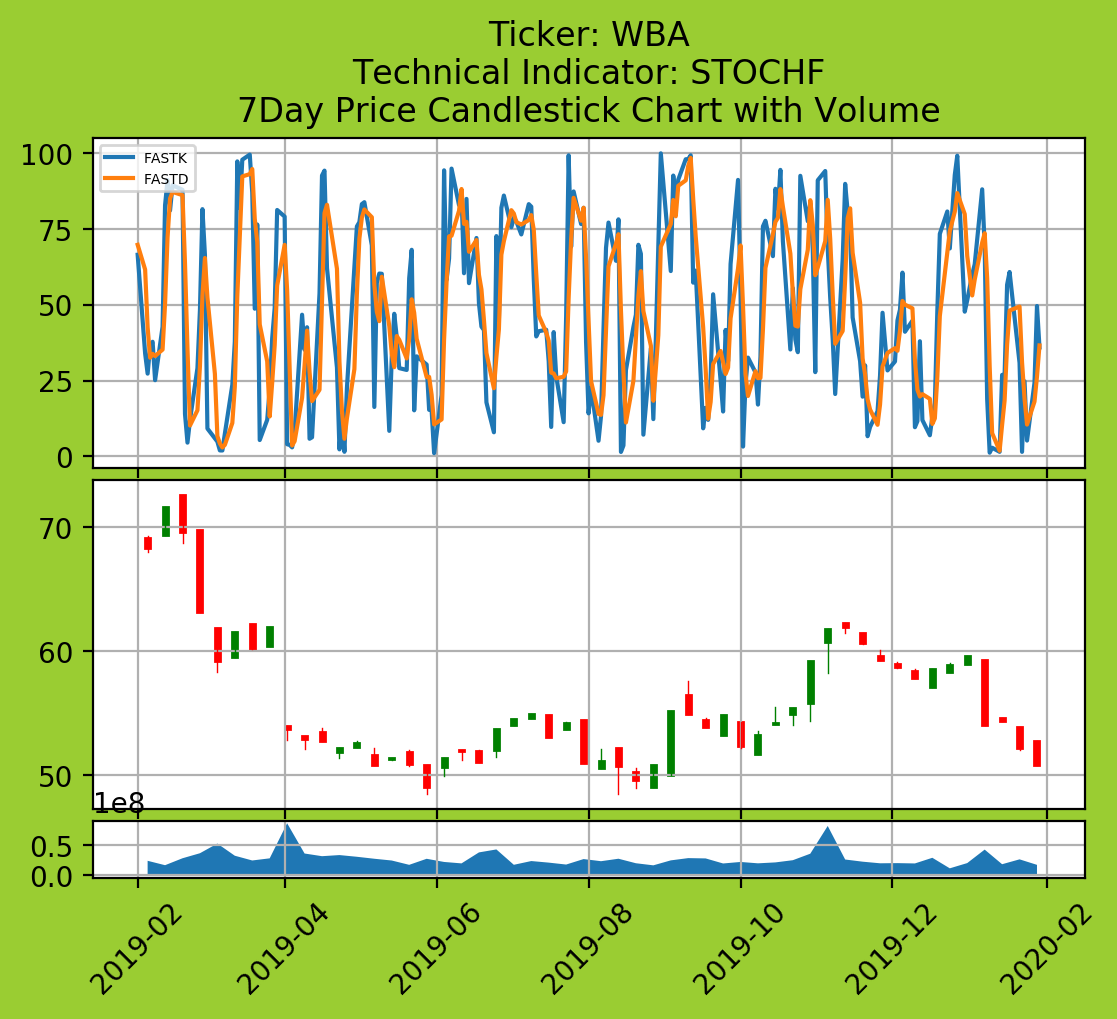 Ticker: WBA
Technical Indicator: STOCHF
7Day Price Candlestick Chart with Volume
FASTK
FASTD
100
75
50
25
0
70
60
50
1e8
0.5
0.0
2019-02
2019-04
2019-06
2019-08
2019-10
2019-12
2020-02